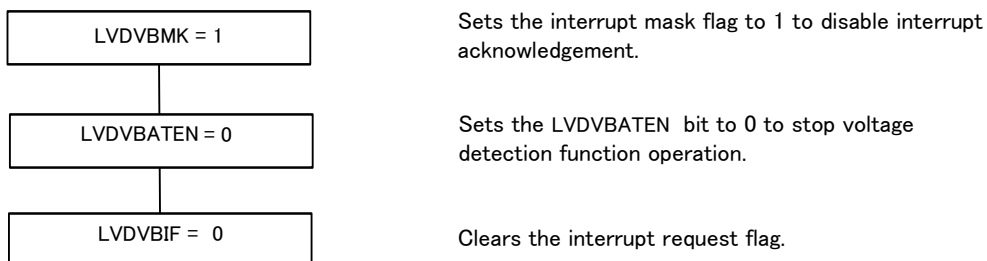 LVDVBMK = 1
Sets the interrupt mask flag to 1 to disable interrupt
acknowledgement.
LVDVBATEN = 0
Sets the LVDVBATEN bit to 0 to stop voltage
detection function operation.
LVDVBIF = 0
Clears the interrupt request flag.